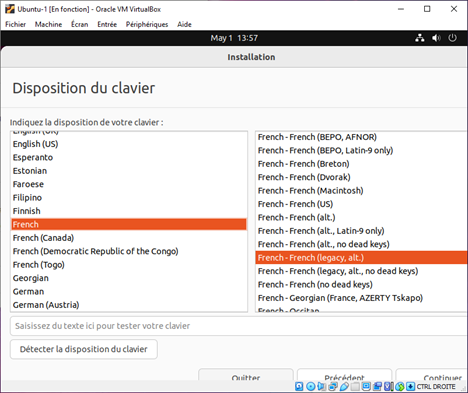 Ubuntu-1 [En fonction] - Oracle VM VirtualBox
Fichier Machine Écran Entrée Périphériques Aide
May 1 13:57
Installation
Disposition du clavier
Indiquez la disposition de votre clavier :
English (UK)
English (US)
Esperanto
Estonian
Faroese
Filipino
Finnish
French
French (Canada)
French (Democratic Republic of the Congo)
French (Togo)
Georgian
German
German (Austria)
French - French (BEPO, AFNOR)
French - French (BEPO, Latin-9 only)
French - French (Breton)
French - French (Dvorak)
French - French (Macintosh)
French - French (US)
French - French (alt.)
French - French (alt., Latin-9 only)
French - French (alt., no dead keys)
French - French (legacy, alt.)
French - French (legacy, alt., no dead keys)
French - French (no dead keys)
French - Georgian (France, AZERTY Tskapo)
French - Occitan
Saisissez du texte ici pour tester votre clavier
Détecter la disposition du clavier
Quitter Précédent Continuer
CTRL DROITE